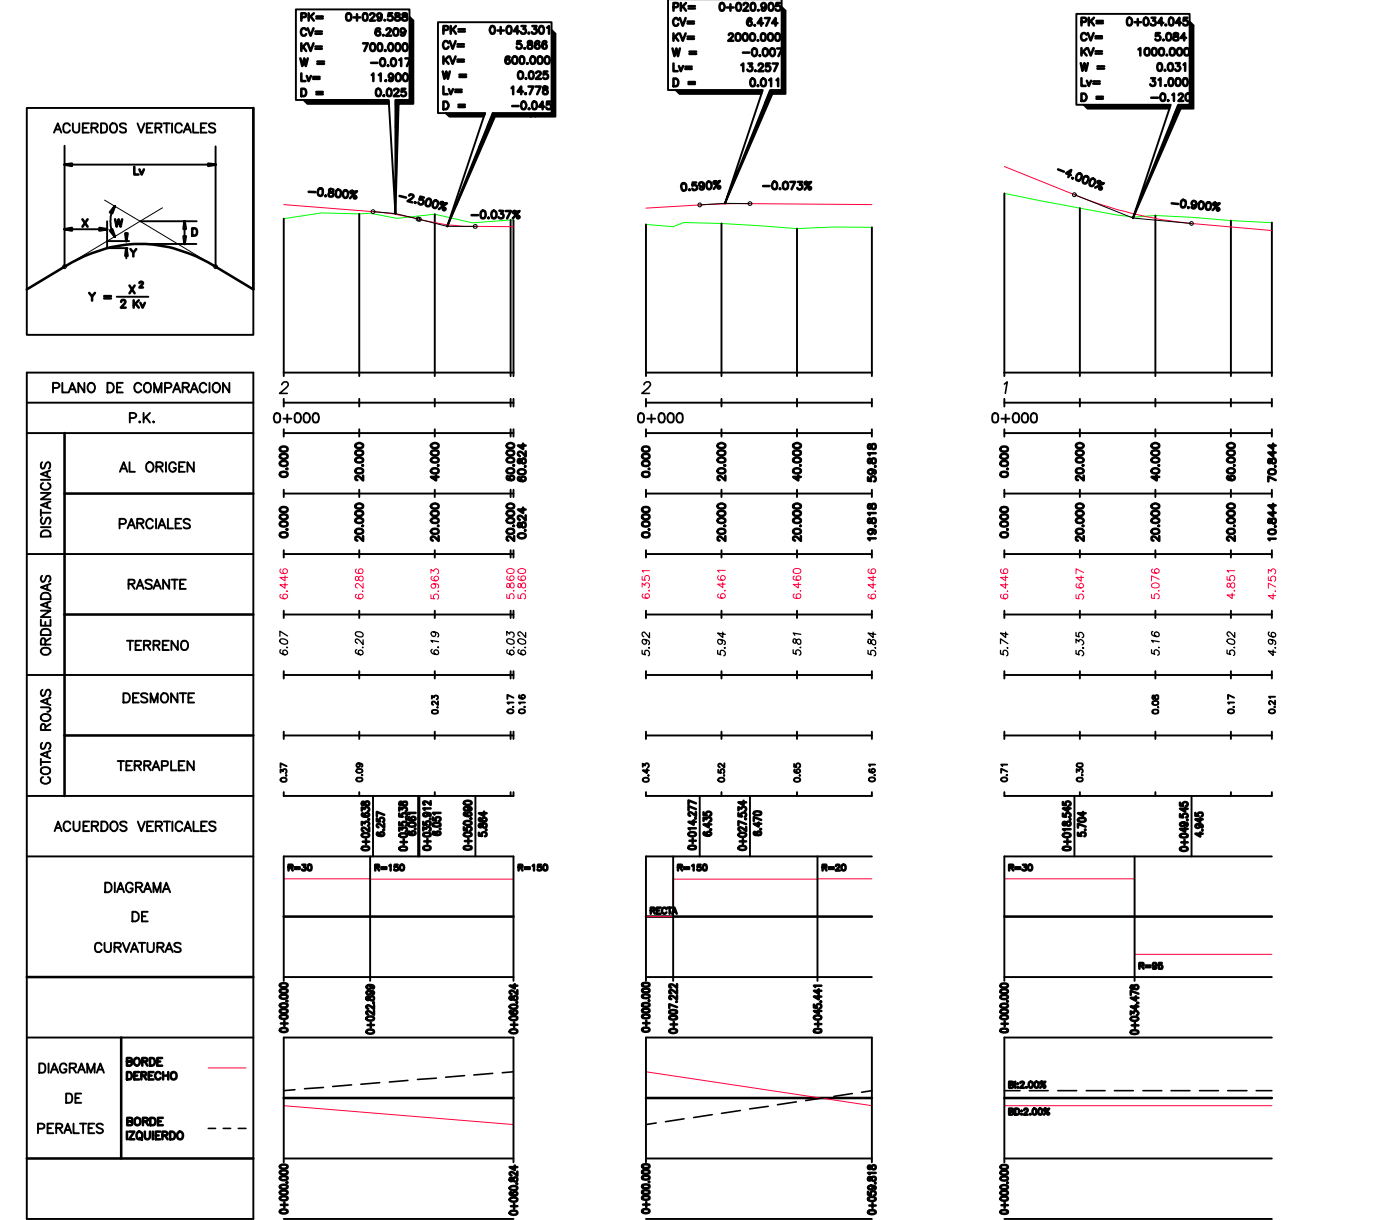 PK= 0+029.588
CV= 6.209
KV= 700.000
W = -0.017
Lv= 11.900
D = 0.025
PK= 0+043.301
CV= 5.866
KV= 600.000
W = 0.025
Lv= 14.778
D = -0.045
PK= 0+020.905
CV= 6.474
KV= 2000.000
W = -0.007
Lv= 13.257
D = 0.011
PK= 0+034.045
CV= 5.084
KV= 1000.000
W = 0.031
Lv= 31.000
D = -0.120
ACUERDOS VERTICALES
Lv
X W D
Y
Y = X² / 2 Kv
-0.800% -2.500% -0.037%
0.590% -0.073%
-4.000% -0.900%
PLANO DE COMPARACION 2 2 1
P.K. 0+000 0+000 0+000
DISTANCIAS
AL ORIGEN 0.000 20.000 40.000 60.000 60.824 0.000 20.000 40.000 59.818 0.000 20.000 40.000 60.000 70.844
PARCIALES 0.000 20.000 20.000 20.000 0.824 0.000 20.000 20.000 19.818 0.000 20.000 20.000 20.000 10.844
ORDENADAS
RASANTE 6.446 6.286 5.963 5.860 5.860 6.351 6.461 6.460 6.446 6.446 5.647 5.076 4.851 4.753
TERRENO 6.07 6.20 6.19 6.03 6.02 5.92 5.94 5.81 5.84 5.74 5.35 5.16 5.02 4.96
COTAS ROJAS
DESMONTE 0.23 0.17 0.16 0.08 0.17 0.21
TERRAPLEN 0.37 0.09 0.43 0.52 0.65 0.61 0.71 0.30
ACUERDOS VERTICALES
0+023.638 6.257
0+035.538
0+035.912 6.051
0+050.690 5.864
0+014.277 6.435
0+027.534 6.470
0+018.545 5.704
0+049.545 4.945
DIAGRAMA
DE
CURVATURAS
R=30 R=150 R=150
RECTA R=150 R=20
R=30 R=95
0+000.000 0+022.899 0+060.824
0+000.000 0+007.222 0+045.441
0+000.000 0+034.478
DIAGRAMA
DE
PERALTES
BORDE
DERECHO
BORDE
IZQUIERDO
BI:2.00%
BD:2.00%
0+000.000 0+060.824
0+000.000 0+059.818
0+000.000